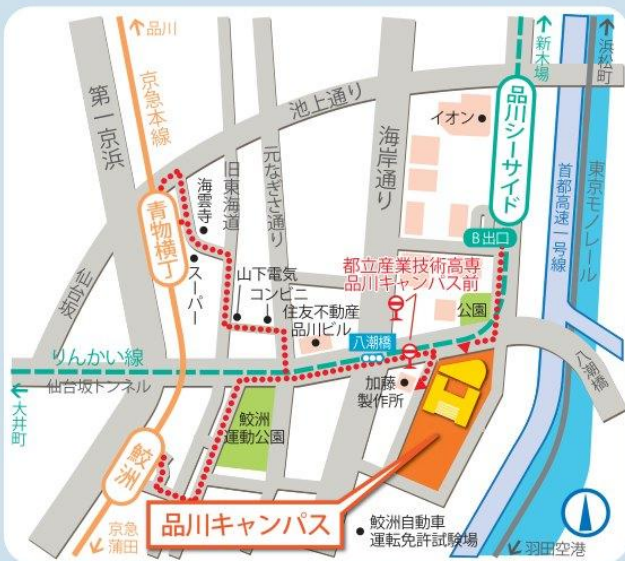 品川
新木場
浜松町
京急本線
第一京浜
池上通り
海岸通り
イオン
品川シーサイド
首都高速一号線
東京モノレール
海雲寺
旧東海道
元なぎさ通り
青物横丁
スーパー
B出口
都立産業技術高専
品川キャンパス前
山下電気
コンビニ
住友不動産
品川ビル
公園
仙台坂
八潮橋
八潮橋
りんかい線
仙台坂トンネル
加藤
製作所
大井町
鮫洲
運動公園
鮫洲
品川キャンパス
鮫洲自動車
運転免許試験場
京急
蒲田
羽田空港